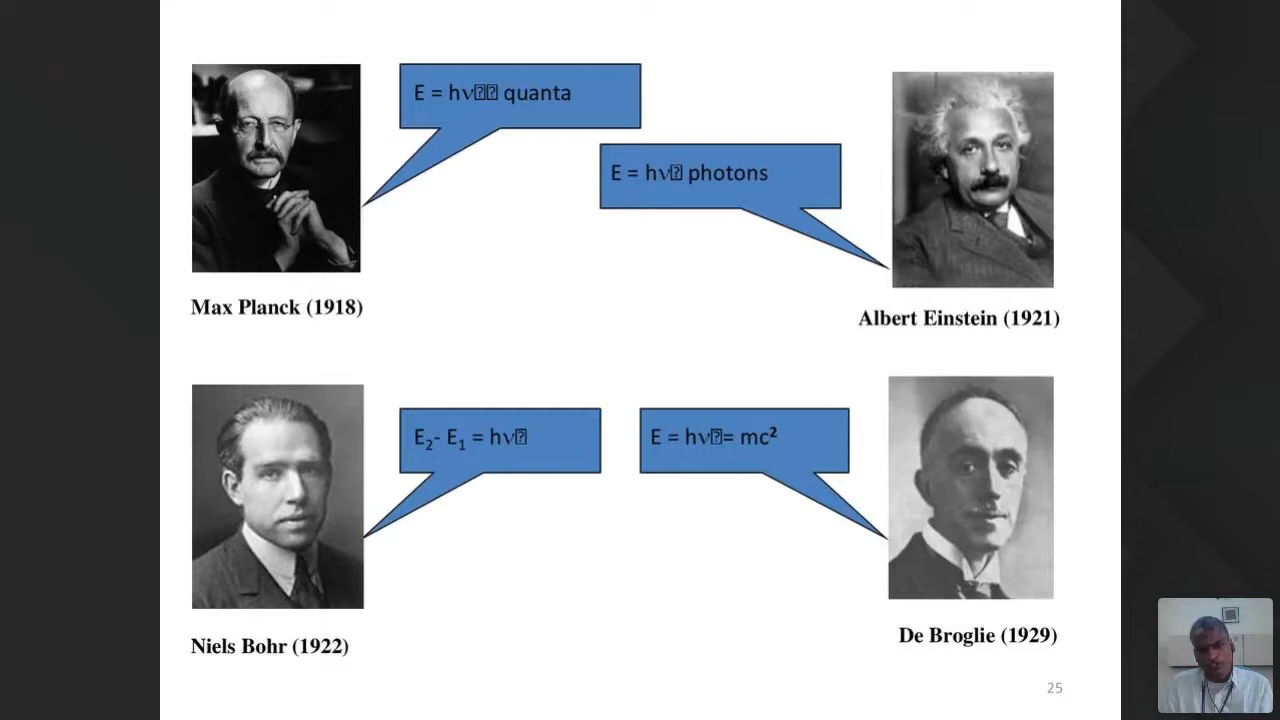 E = hν⍰⍰ quanta
E = hν⍰ photons
Max Planck (1918)
Albert Einstein (1921)
E₂- E₁ = hν⍰
E = hν⍰= mc²
Niels Bohr (1922)
De Broglie (1929)
25